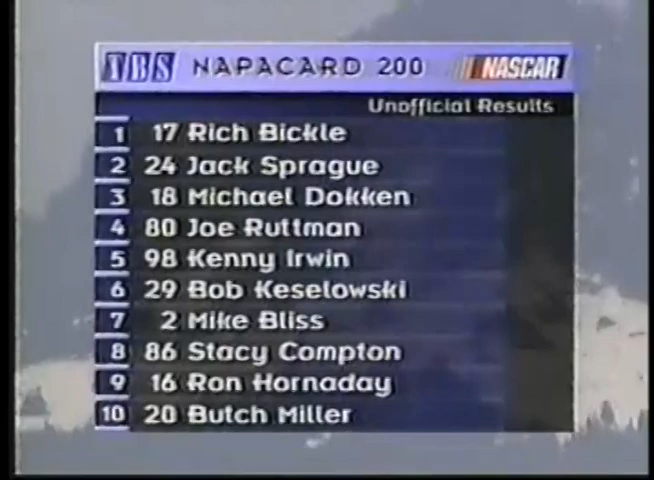 TBS NAPACARD 200 NASCAR
Unofficial Results
1 17 Rich Bickle
2 24 Jack Sprague
3 18 Michael Dokken
4 80 Joe Ruttman
5 98 Kenny Irwin
6 29 Bob Keselowski
7 2 Mike Bliss
8 86 Stacy Compton
9 16 Ron Hornaday
10 20 Butch Miller